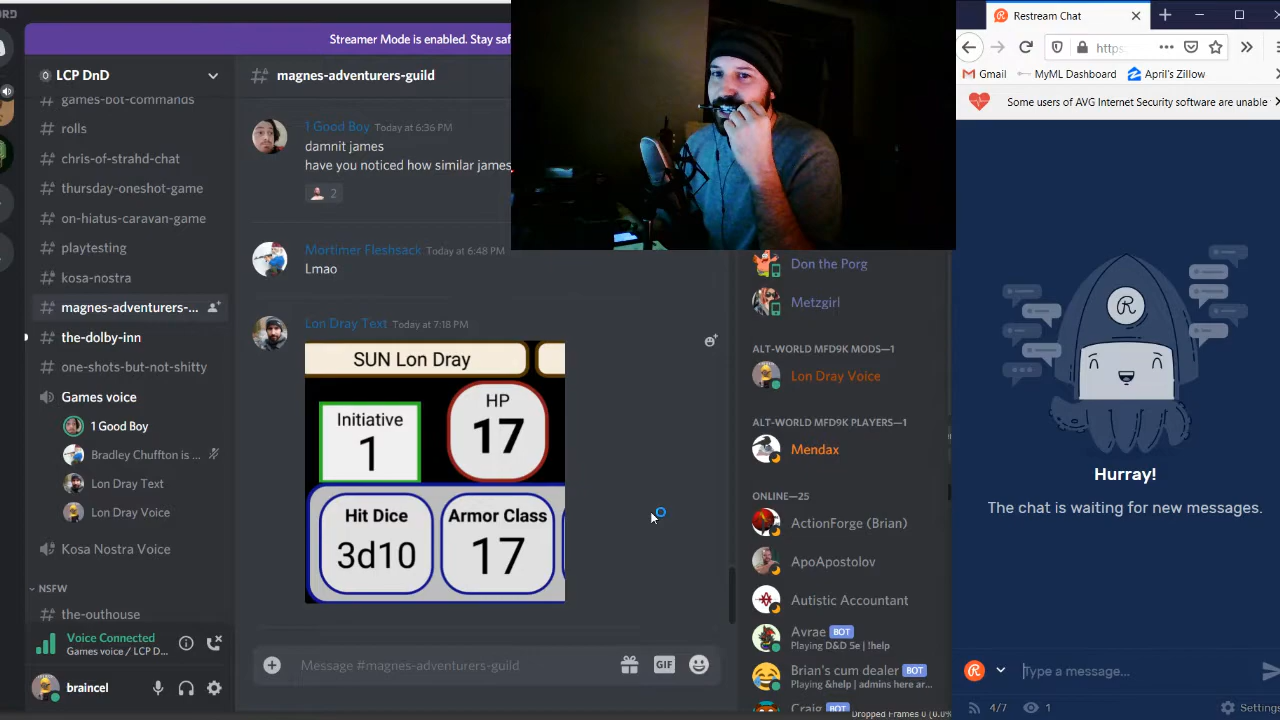 ORD
Streamer Mode is enabled. Stay saf
LCP DnD
games-bot-commands
rolls
chris-of-strahd-chat
thursday-oneshot-game
on-hiatus-caravan-game
playtesting
kosa-nostra
magnes-adventurers-...
the-dolby-inn
one-shots-but-not-shitty
Games voice
1 Good Boy
Bradley Chuffton is ...
Lon Dray Text
Lon Dray Voice
Kosa Nostra Voice
NSFW
the-outhouse
Voice Connected
Games voice / LCP D...
braincel
# magnes-adventurers-guild
1 Good Boy Today at 6:36 PM
damnit james
have you noticed how similar james
2
Mortimer Fleshsack Today at 6:48 PM
Lmao
Lon Dray Text Today at 7:18 PM
SUN Lon Dray
Initiative
1
HP
17
Hit Dice
3d10
Armor Class
17
Message #magnes-adventurers-guild
GIF
Don the Porg
Metzgirl
ALT-WORLD MFD9K MODS—1
Lon Dray Voice
ALT-WORLD MFD9K PLAYERS—1
Mendax
ONLINE—25
ActionForge (Brian)
ApoApostolov
Autistic Accountant
Avrae BOT
Playing D&D 5e | !help
Brian's cum dealer BOT
Playing &help | admins here ar...
Craig BOT
Dropped Frames 0 (0.0%
Restream Chat
https:
Gmail
MyML Dashboard
April's Zillow
Some users of AVG Internet Security software are unable
Hurray!
The chat is waiting for new messages.
Type a message...
4/7
1
Settings